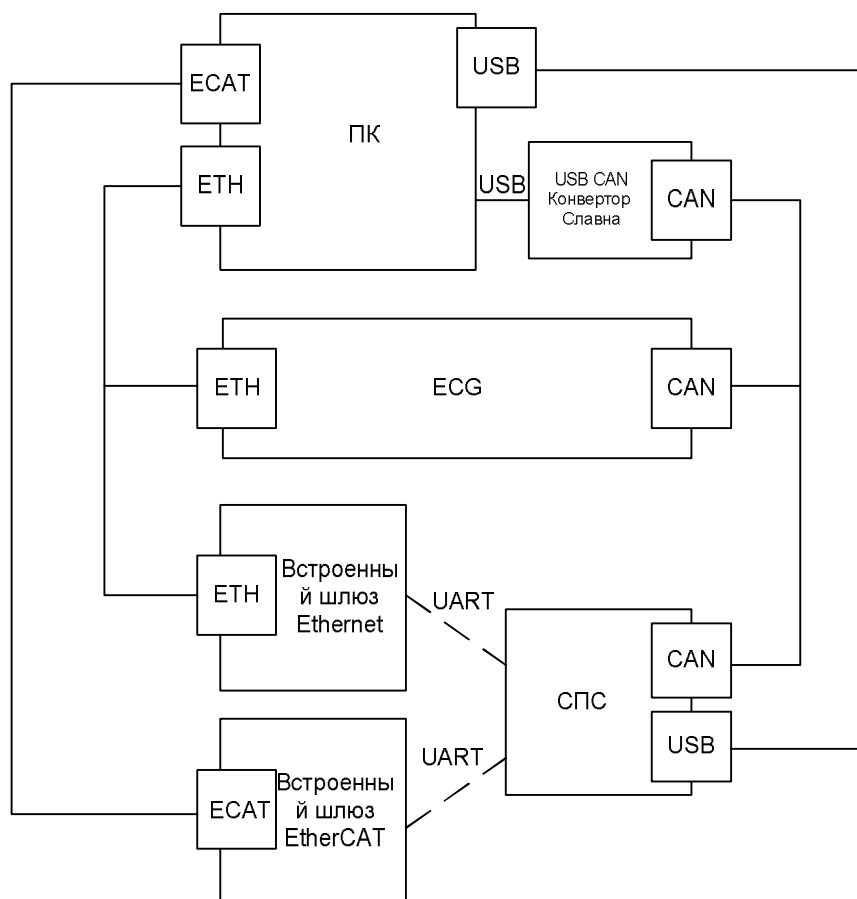 USB
ECAT
ПК
ETH
USB
USB CAN
Конвертор
Славна
CAN
ETH
ECG
CAN
ETH
Встроенны
й шлюз
Ethernet
UART
CAN
СПС
USB
UART
ECAT
Встроенны
й шлюз
EtherCAT